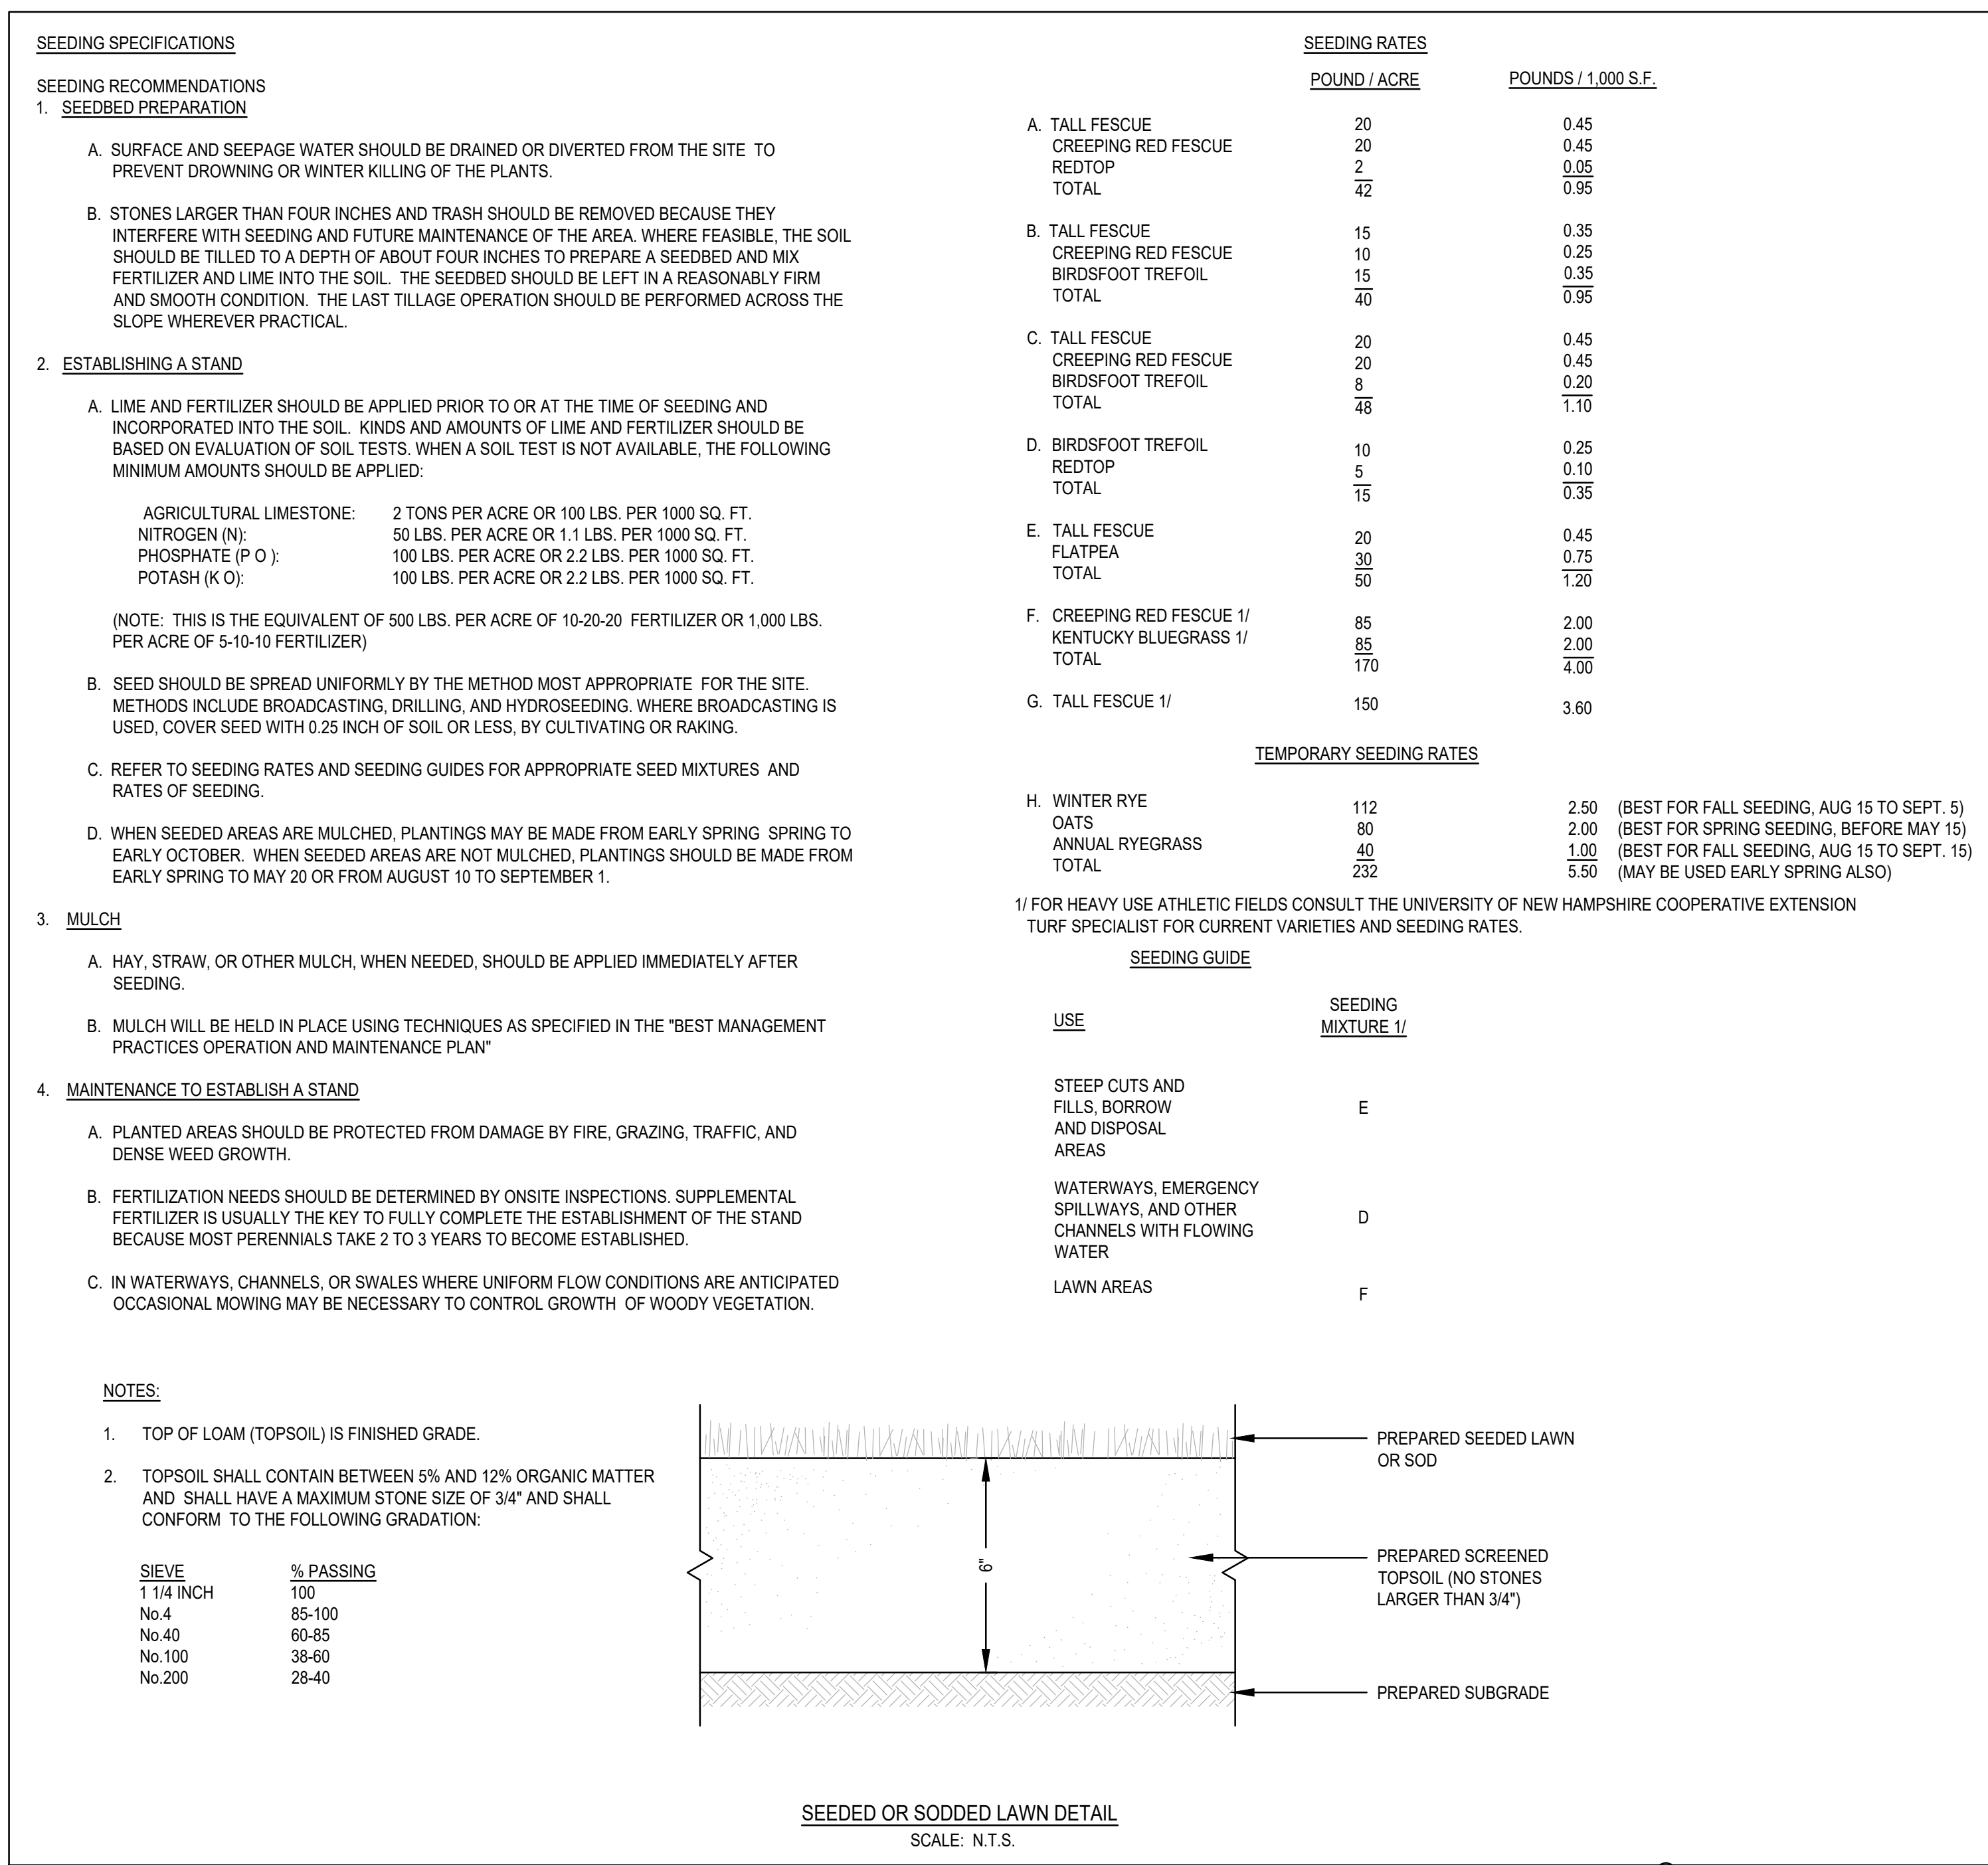 SEEDING SPECIFICATIONS
SEEDING RECOMMENDATIONS
1. SEEDBED PREPARATION
A. SURFACE AND SEEPAGE WATER SHOULD BE DRAINED OR DIVERTED FROM THE SITE TO
PREVENT DROWNING OR WINTER KILLING OF THE PLANTS.
B. STONES LARGER THAN FOUR INCHES AND TRASH SHOULD BE REMOVED BECAUSE THEY
INTERFERE WITH SEEDING AND FUTURE MAINTENANCE OF THE AREA. WHERE FEASIBLE, THE SOIL
SHOULD BE TILLED TO A DEPTH OF ABOUT FOUR INCHES TO PREPARE A SEEDBED AND MIX
FERTILIZER AND LIME INTO THE SOIL. THE SEEDBED SHOULD BE LEFT IN A REASONABLY FIRM
AND SMOOTH CONDITION. THE LAST TILLAGE OPERATION SHOULD BE PERFORMED ACROSS THE
SLOPE WHEREVER PRACTICAL.
2. ESTABLISHING A STAND
A. LIME AND FERTILIZER SHOULD BE APPLIED PRIOR TO OR AT THE TIME OF SEEDING AND
INCORPORATED INTO THE SOIL. KINDS AND AMOUNTS OF LIME AND FERTILIZER SHOULD BE
BASED ON EVALUATION OF SOIL TESTS. WHEN A SOIL TEST IS NOT AVAILABLE, THE FOLLOWING
MINIMUM AMOUNTS SHOULD BE APPLIED:
AGRICULTURAL LIMESTONE: 2 TONS PER ACRE OR 100 LBS. PER 1000 SQ. FT.
NITROGEN (N): 50 LBS. PER ACRE OR 1.1 LBS. PER 1000 SQ. FT.
PHOSPHATE (P O ): 100 LBS. PER ACRE OR 2.2 LBS. PER 1000 SQ. FT.
POTASH (K O): 100 LBS. PER ACRE OR 2.2 LBS. PER 1000 SQ. FT.
(NOTE: THIS IS THE EQUIVALENT OF 500 LBS. PER ACRE OF 10-20-20 FERTILIZER OR 1,000 LBS.
PER ACRE OF 5-10-10 FERTILIZER)
B. SEED SHOULD BE SPREAD UNIFORMLY BY THE METHOD MOST APPROPRIATE FOR THE SITE.
METHODS INCLUDE BROADCASTING, DRILLING, AND HYDROSEEDING. WHERE BROADCASTING IS
USED, COVER SEED WITH 0.25 INCH OF SOIL OR LESS, BY CULTIVATING OR RAKING.
C. REFER TO SEEDING RATES AND SEEDING GUIDES FOR APPROPRIATE SEED MIXTURES AND
RATES OF SEEDING.
D. WHEN SEEDED AREAS ARE MULCHED, PLANTINGS MAY BE MADE FROM EARLY SPRING SPRING TO
EARLY OCTOBER. WHEN SEEDED AREAS ARE NOT MULCHED, PLANTINGS SHOULD BE MADE FROM
EARLY SPRING TO MAY 20 OR FROM AUGUST 10 TO SEPTEMBER 1.
3. MULCH
A. HAY, STRAW, OR OTHER MULCH, WHEN NEEDED, SHOULD BE APPLIED IMMEDIATELY AFTER
SEEDING.
B. MULCH WILL BE HELD IN PLACE USING TECHNIQUES AS SPECIFIED IN THE "BEST MANAGEMENT
PRACTICES OPERATION AND MAINTENANCE PLAN"
4. MAINTENANCE TO ESTABLISH A STAND
A. PLANTED AREAS SHOULD BE PROTECTED FROM DAMAGE BY FIRE, GRAZING, TRAFFIC, AND
DENSE WEED GROWTH.
B. FERTILIZATION NEEDS SHOULD BE DETERMINED BY ONSITE INSPECTIONS. SUPPLEMENTAL
FERTILIZER IS USUALLY THE KEY TO FULLY COMPLETE THE ESTABLISHMENT OF THE STAND
BECAUSE MOST PERENNIALS TAKE 2 TO 3 YEARS TO BECOME ESTABLISHED.
C. IN WATERWAYS, CHANNELS, OR SWALES WHERE UNIFORM FLOW CONDITIONS ARE ANTICIPATED
OCCASIONAL MOWING MAY BE NECESSARY TO CONTROL GROWTH OF WOODY VEGETATION.
SEEDING RATES
POUND / ACRE POUNDS / 1,000 S.F.
A. TALL FESCUE 20 0.45
CREEPING RED FESCUE 20 0.45
REDTOP 2 0.05
TOTAL 42 0.95
B. TALL FESCUE 15 0.35
CREEPING RED FESCUE 10 0.25
BIRDSFOOT TREFOIL 15 0.35
TOTAL 40 0.95
C. TALL FESCUE 20 0.45
CREEPING RED FESCUE 20 0.45
BIRDSFOOT TREFOIL 8 0.20
TOTAL 48 1.10
D. BIRDSFOOT TREFOIL 10 0.25
REDTOP 5 0.10
TOTAL 15 0.35
E. TALL FESCUE 20 0.45
FLATPEA 30 0.75
TOTAL 50 1.20
F. CREEPING RED FESCUE 1/ 85 2.00
KENTUCKY BLUEGRASS 1/ 85 2.00
TOTAL 170 4.00
G. TALL FESCUE 1/ 150 3.60
TEMPORARY SEEDING RATES
H. WINTER RYE 112 2.50 (BEST FOR FALL SEEDING, AUG 15 TO SEPT. 5)
OATS 80 2.00 (BEST FOR SPRING SEEDING, BEFORE MAY 15)
ANNUAL RYEGRASS 40 1.00 (BEST FOR FALL SEEDING, AUG 15 TO SEPT. 15)
TOTAL 232 5.50 (MAY BE USED EARLY SPRING ALSO)
1/ FOR HEAVY USE ATHLETIC FIELDS CONSULT THE UNIVERSITY OF NEW HAMPSHIRE COOPERATIVE EXTENSION
TURF SPECIALIST FOR CURRENT VARIETIES AND SEEDING RATES.
SEEDING GUIDE
USE
SEEDING
MIXTURE 1/
STEEP CUTS AND
FILLS, BORROW
AND DISPOSAL
AREAS
E
WATERWAYS, EMERGENCY
SPILLWAYS, AND OTHER
CHANNELS WITH FLOWING
WATER
D
LAWN AREAS
F
NOTES:
1. TOP OF LOAM (TOPSOIL) IS FINISHED GRADE.
2. TOPSOIL SHALL CONTAIN BETWEEN 5% AND 12% ORGANIC MATTER
AND SHALL HAVE A MAXIMUM STONE SIZE OF 3/4" AND SHALL
CONFORM TO THE FOLLOWING GRADATION:
SIEVE % PASSING
1 1/4 INCH 100
No.4 85-100
No.40 60-85
No.100 38-60
No.200 28-40
6"
PREPARED SEEDED LAWN
OR SOD
PREPARED SCREENED
TOPSOIL (NO STONES
LARGER THAN 3/4")
PREPARED SUBGRADE
SEEDED OR SODDED LAWN DETAIL
SCALE: N.T.S.